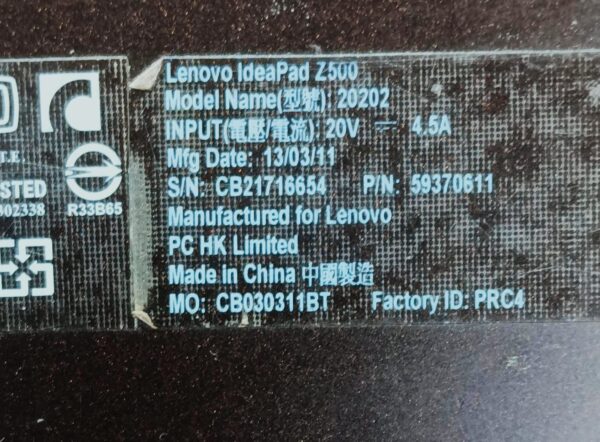 T.E.
STED
902338
R33B65
Lenovo IdeaPad Z500
Model Name(型號): 20202
INPUT(電壓/電流): 20V ⎓ 4.5A
Mfg Date: 13/03/11
S/N: CB21716654 P/N: 59370611
Manufactured for Lenovo
PC HK Limited
Made in China 中國製造
MO: CB030311BT Factory ID: PRC4